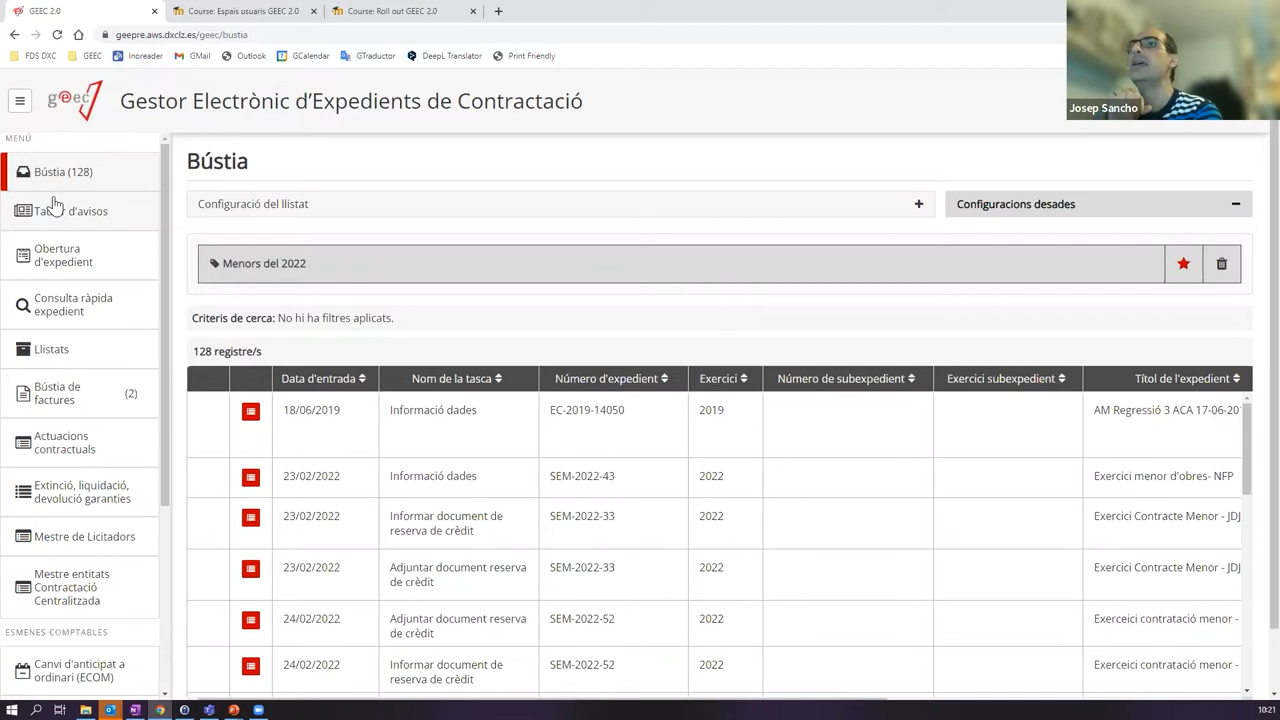 GEEC 2.0
Course: Espais usuaris GEEC 2.0
Course: Roll out GEEC 2.0
geepre.aws.dxclz.es/geec/bustia
FDS DXC
GEEC
Inoreader
GMail
Outlook
GCalendar
GTraductor
DeepL Translator
Print Friendly
Josep Sancho
geec
Gestor Electrònic d'Expedients de Contractació
MENÚ
Bústia (128)
d'avisos
Obertura
d'expedient
Consulta ràpida
expedient
Llistats
Bústia de
factures
(2)
Actuacions
contractuals
Extinció, liquidació,
devolució garanties
Mestre de Licitadors
Mestre entitats
Contractació
Centralitzada
ESMENES COMPTABLES
Canvi d'anticipat a
ordinari (ECOM)
Bústia
Configuració del llistat
Configuracions desades
Menors del 2022
Criteris de cerca: No hi ha filtres aplicats.
128 registre/s
Data d'entrada Nom de la tasca Número d'expedient Exercici Número de subexpedient Exercici subexpedient Títol de l'expedient
18/06/2019 Informació dades EC-2019-14050 2019 AM Regressió 3 ACA 17-06-20
23/02/2022 Informació dades SEM-2022-43 2022 Exercici menor d'obres- NFP
23/02/2022 Informar document de SEM-2022-33 2022 Exercici Contracte Menor - JDJ
reserva de crèdit
23/02/2022 Adjuntar document reserva SEM-2022-33 2022 Exercici Contracte Menor - JDJ
de crèdit
24/02/2022 Adjuntar document reserva SEM-2022-52 2022 Exerceici contratació menor -
de crèdit
24/02/2022 Informar document de SEM-2022-52 2022 Exerceici contratació menor -
reserva de crèdit
10:21